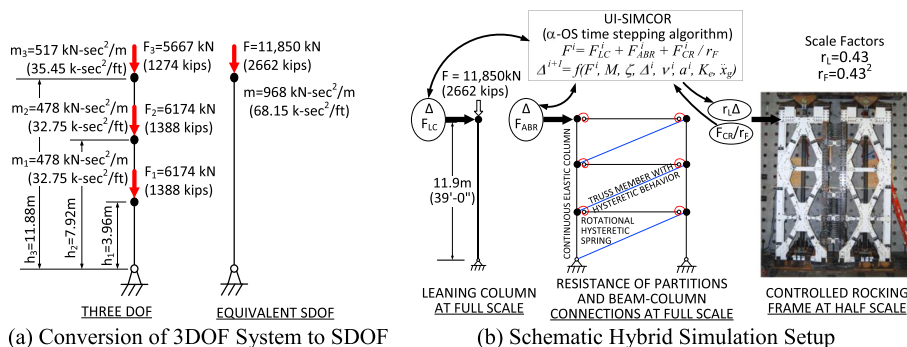 m₃=517 kN-sec²/m
(35.45 k-sec²/ft)
F₃=5667 kN
(1274 kips)
m₂=478 kN-sec²/m
(32.75 k-sec²/ft)
F₂=6174 kN
(1388 kips)
m₁=478 kN-sec²/m
(32.75 k-sec²/ft)
F₁=6174 kN
(1388 kips)
h₃=11.88m
h₂=7.92m
h₁=3.96m
THREE DOF
F=11,850 kN
(2662 kips)
m=968 kN-sec²/m
(68.15 k-sec²/ft)
EQUIVALENT SDOF
(a) Conversion of 3DOF System to SDOF
UI-SIMCOR
(α-OS time stepping algorithm)
Fⁱ = Fⁱ_LC + Fⁱ_ABR + Fⁱ_CR / r_F
Δⁱ⁺¹ = f(Fⁱ, M, ζ, Δⁱ, vⁱ, aⁱ, Kₑ, ẍ_g)
Δ
F_LC
F = 11,850kN
(2662 kips)
11.9m
(39'-0")
LEANING COLUMN
AT FULL SCALE
Δ
F_ABR
CONTINUOUS ELASTIC COLUMN
TRUSS MEMBER WITH
HYSTERETIC BEHAVIOR
ROTATIONAL
HYSTERETIC
SPRING
RESISTANCE OF PARTITIONS
AND BEAM-COLUMN
CONNECTIONS AT FULL SCALE
r_LΔ
F_CR/r_F
Scale Factors
r_L=0.43
r_F=0.43²
CONTROLLED ROCKING
FRAME AT HALF SCALE
(b) Schematic Hybrid Simulation Setup